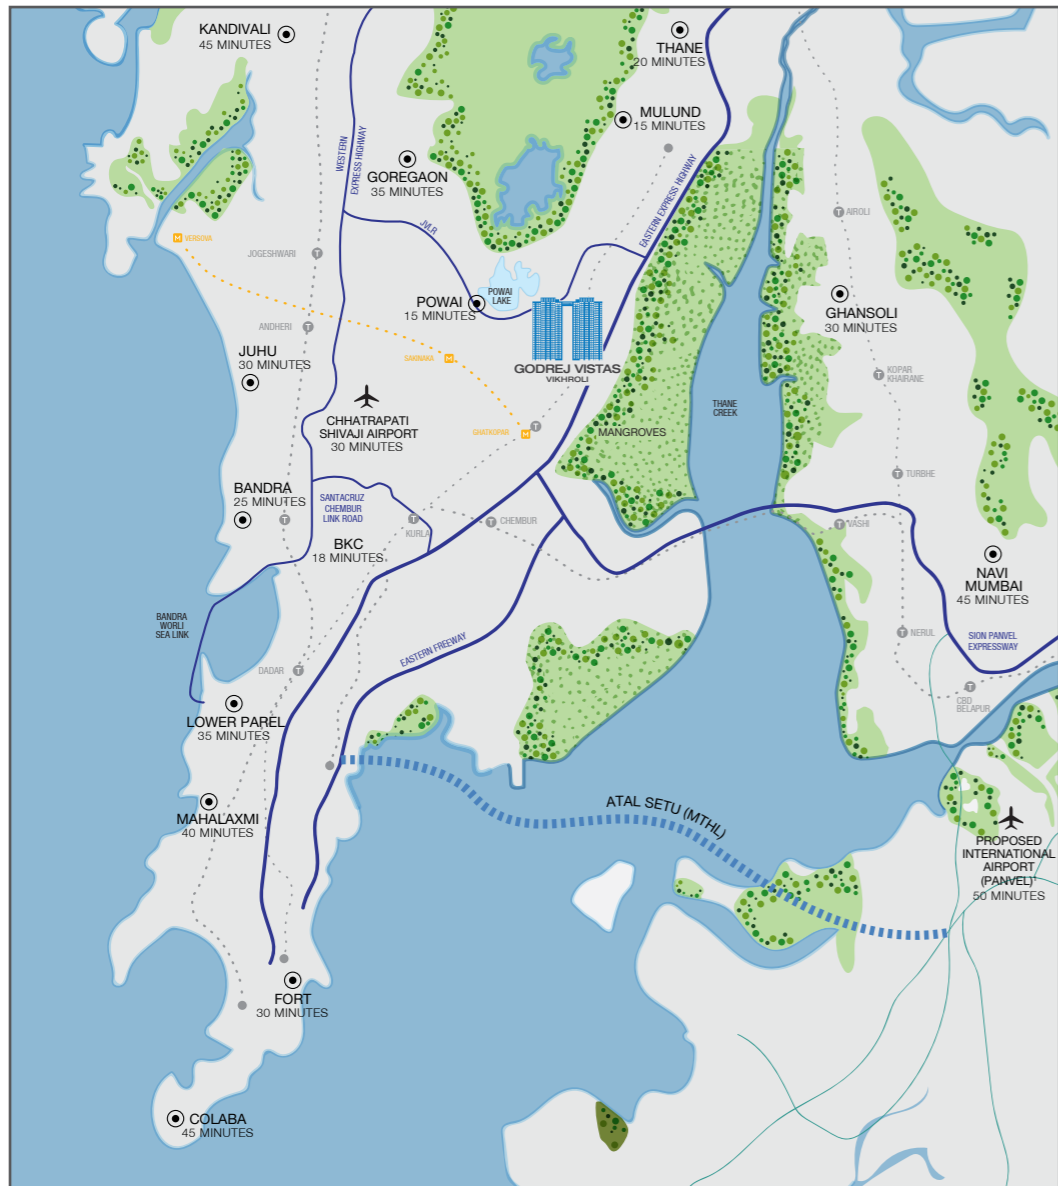 KANDIVALI
45 MINUTES
THANE
20 MINUTES
MULUND
15 MINUTES
WESTERN
EXPRESS HIGHWAY
GOREGAON
35 MINUTES
EASTERN EXPRESS HIGHWAY
AIROLI
JVLR
VERSOVA
JOGESHWARI
POWAI
LAKE
POWAI
15 MINUTES
GHANSOLI
30 MINUTES
ANDHERI
JUHU
30 MINUTES
SAKINAKA
GODREJ VISTAS
VIKHROLI
KOPAR
KHAIRANE
THANE
CREEK
CHHATRAPATI
SHIVAJI AIRPORT
30 MINUTES
GHATKOPAR
MANGROVES
TURBHE
BANDRA
25 MINUTES
SANTACRUZ
CHEMBUR
LINK ROAD
KURLA
CHEMBUR
VASHI
BKC
18 MINUTES
NAVI
MUMBAI
45 MINUTES
BANDRA
WORLI
SEA LINK
NERUL
SION PANVEL
EXPRESSWAY
EASTERN FREEWAY
DADAR
CBD
BELAPUR
LOWER PAREL
35 MINUTES
ATAL SETU (MTHL)
MAHALAXMI
40 MINUTES
PROPOSED
INTERNATIONAL
AIRPORT
(PANVEL)^
50 MINUTES
FORT
30 MINUTES
COLABA
45 MINUTES